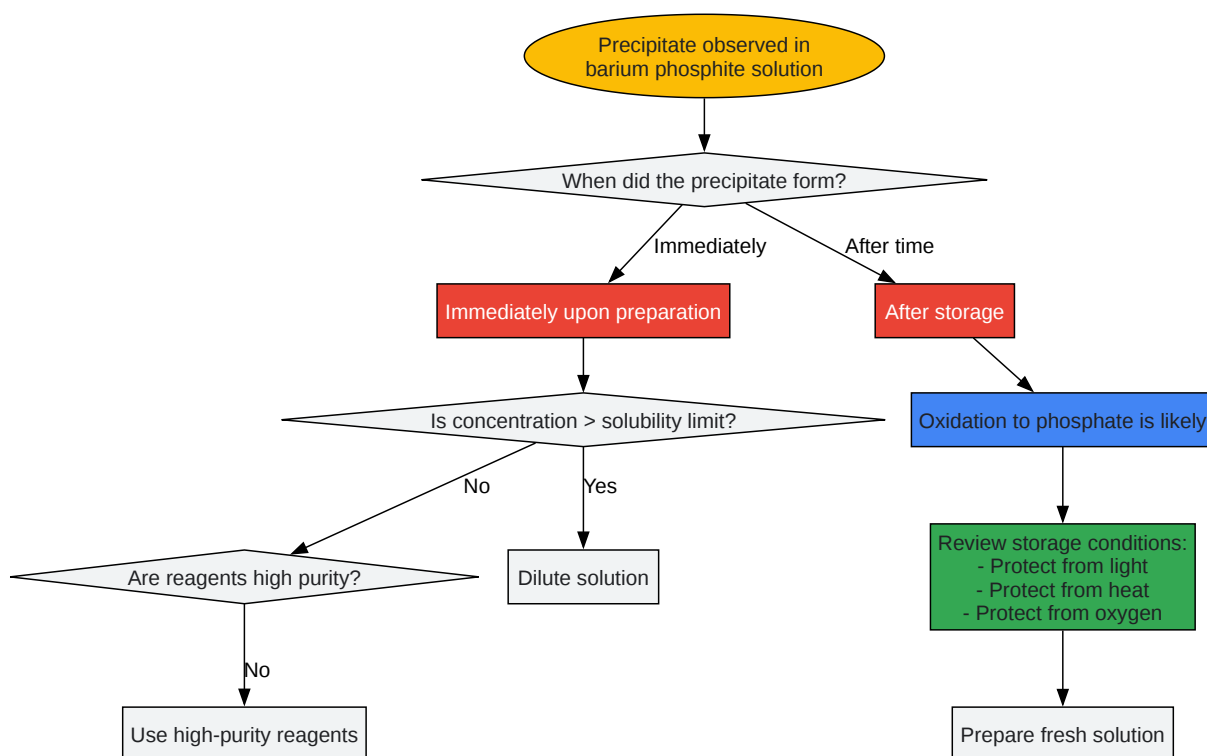 Precipitate observed in
barium phosphite solution
When did the precipitate form?
Immediately
After time
Immediately upon preparation
After storage
Is concentration > solubility limit?
Oxidation to phosphate is likely
No
Yes
Review storage conditions:
- Protect from light
- Protect from heat
- Protect from oxygen
Are reagents high purity?
Dilute solution
No
Use high-purity reagents
Prepare fresh solution